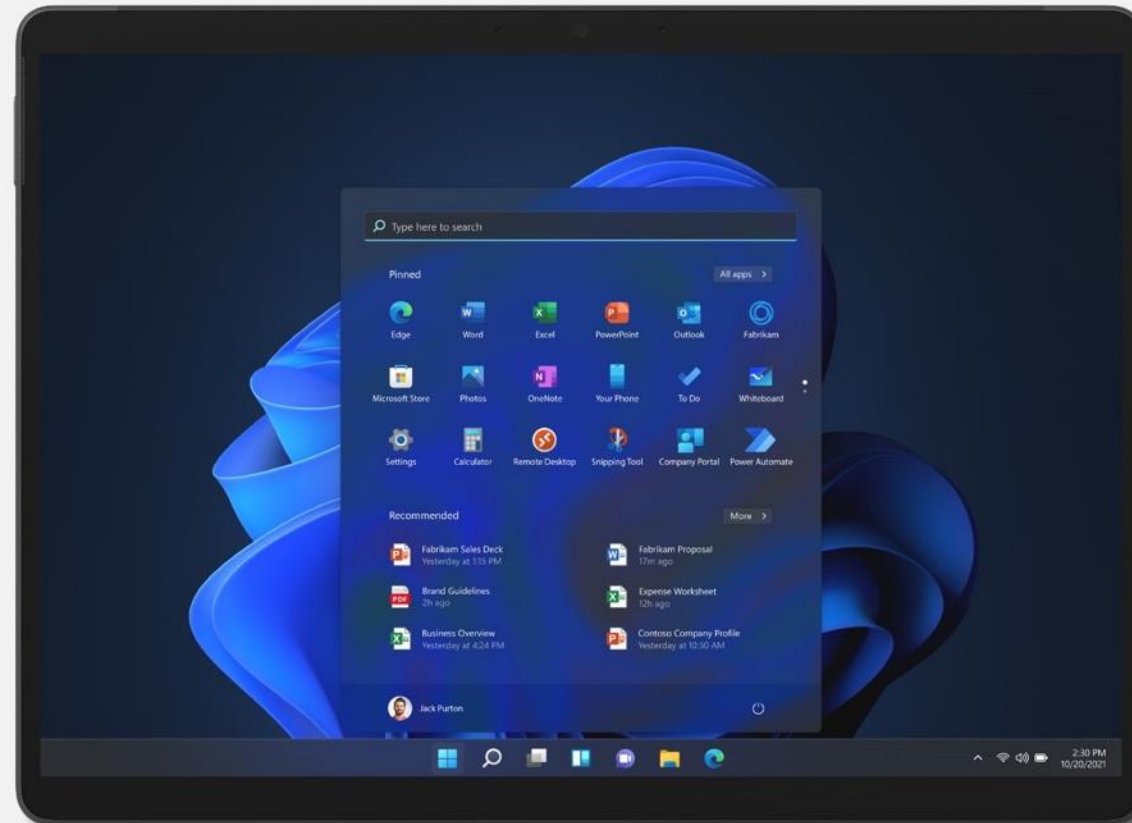 Type here to search
Pinned
All apps >
Edge Word Excel PowerPoint Outlook Fabrikam
Microsoft Store Photos OneNote Your Phone To Do Whiteboard
Settings Calculator Remote Desktop Snipping Tool Company Portal Power Automate
Recommended
More >
Fabrikam Sales Deck
Yesterday at 1:15 PM
Fabrikam Proposal
17m ago
Brand Guidelines
2h ago
Expense Worksheet
12h ago
Business Overview
Yesterday at 4:24 PM
Contoso Company Profile
Yesterday at 10:50 AM
Jack Purton
2:30 PM
10/20/2021